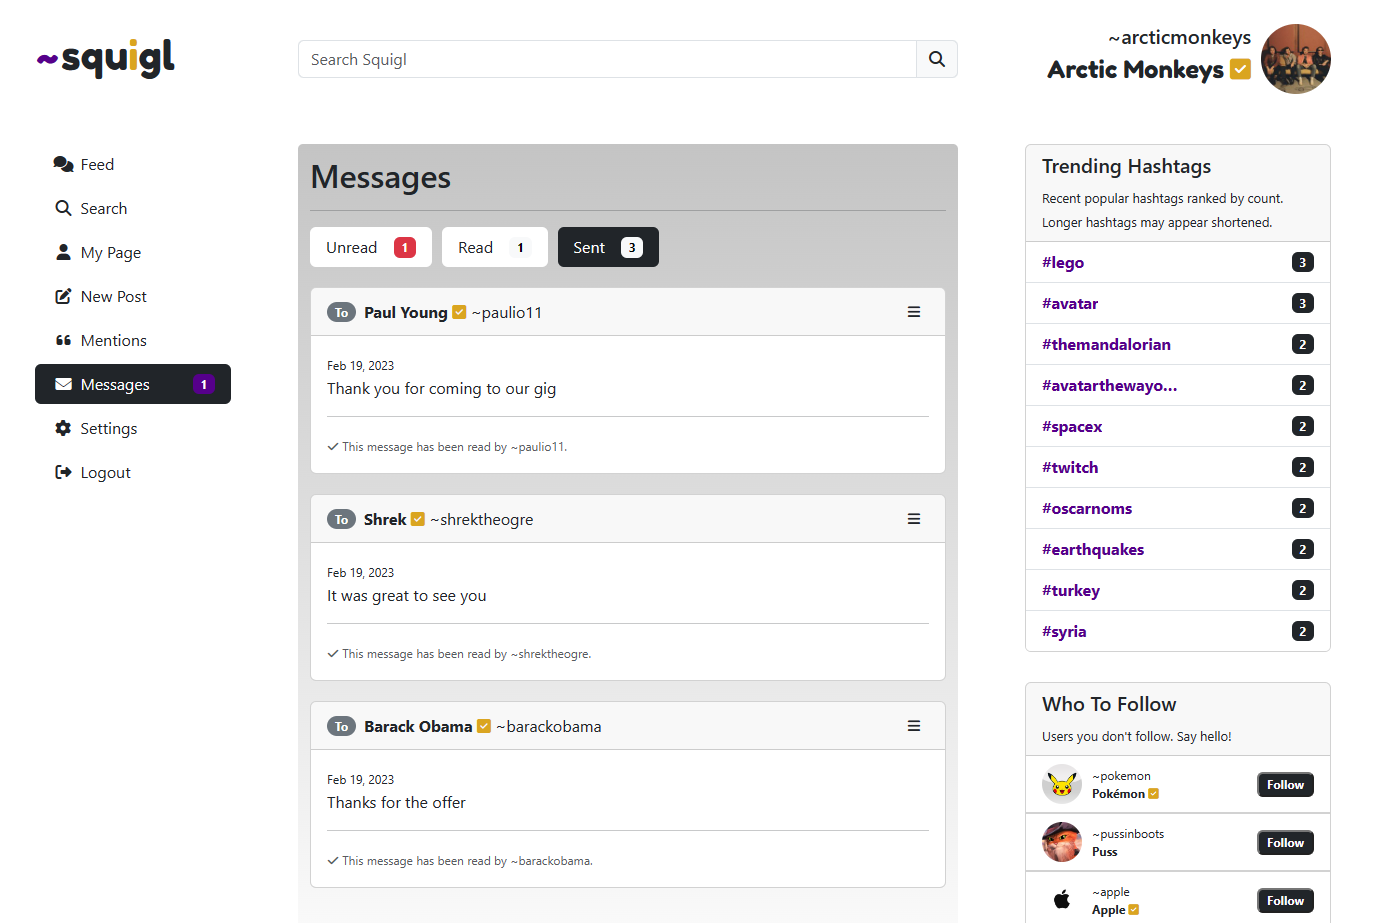 ~squigl
Search Squigl
~arcticmonkeys
Arctic Monkeys
Feed
Search
My Page
New Post
Mentions
Messages 1
Settings
Logout
Messages
Unread 1 Read 1 Sent 3
To Paul Young ~paulio11
Feb 19, 2023
Thank you for coming to our gig
This message has been read by ~paulio11.
To Shrek ~shrektheogre
Feb 19, 2023
It was great to see you
This message has been read by ~shrektheogre.
To Barack Obama ~barackobama
Feb 19, 2023
Thanks for the offer
This message has been read by ~barackobama.
Trending Hashtags
Recent popular hashtags ranked by count.
Longer hashtags may appear shortened.
#lego 3
#avatar 3
#themandalorian 2
#avatarthewayo... 2
#spacex 2
#twitch 2
#oscarnoms 2
#earthquakes 2
#turkey 2
#syria 2
Who To Follow
Users you don't follow. Say hello!
~pokemon
Pokémon
Follow
~pussinboots
Puss
Follow
~apple
Apple
Follow